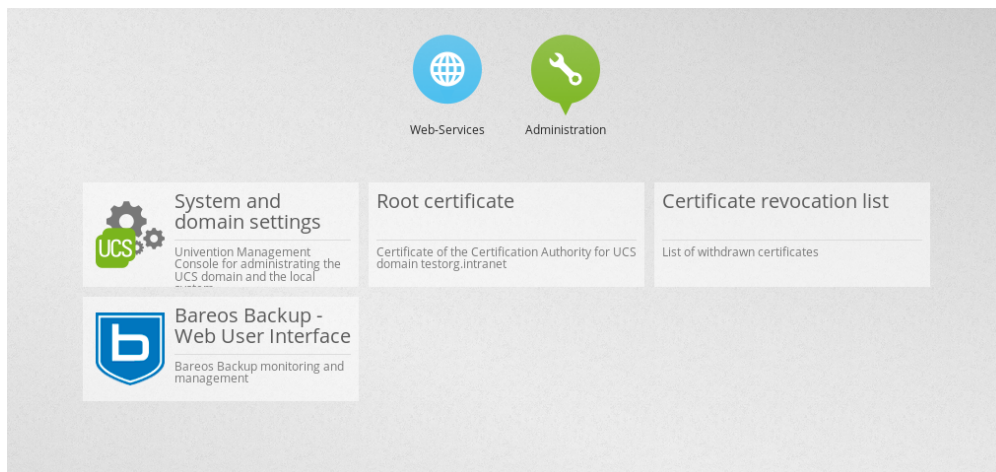 Web-Services
Administration
System and
domain settings
UCS
Univention Management
Console for administrating the
UCS domain and the local
system
Root certificate
Certificate of the Certification Authority for UCS
domain testorg.intranet
Certificate revocation list
List of withdrawn certificates
Bareos Backup -
Web User Interface
b
Bareos Backup monitoring and
management